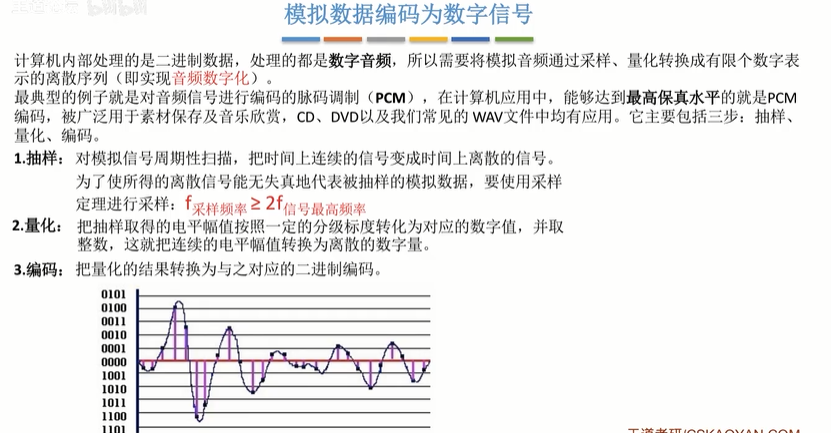 模拟数据编码为数字信号
计算机内部处理的是二进制数据，处理的都是数字音频，所以需要将模拟音频通过采样、量化转换成有限个数字表
示的离散序列（即实现音频数字化）。
最典型的例子就是对音频信号进行编码的脉码调制（PCM），在计算机应用中，能够达到最高保真水平的就是PCM
编码，被广泛用于素材保存及音乐欣赏，CD、DVD以及我们常见的 WAV文件中均有应用。它主要包括三步：抽样、
量化、编码。
1.抽样： 对模拟信号周期性扫描，把时间上连续的信号变成时间上离散的信号。
为了使所得的离散信号能无失真地代表被抽样的模拟数据，要使用采样
定理进行采样：f采样频率 ≥ 2f信号最高频率
2.量化： 把抽样取得的电平幅值按照一定的分级标度转化为对应的数字值，并取
整数，这就把连续的电平幅值转换为离散的数字量。
3.编码： 把量化的结果转换为与之对应的二进制编码。
0101
0100
0011
0010
0001
0000
1001
1010
1011
1100
1101